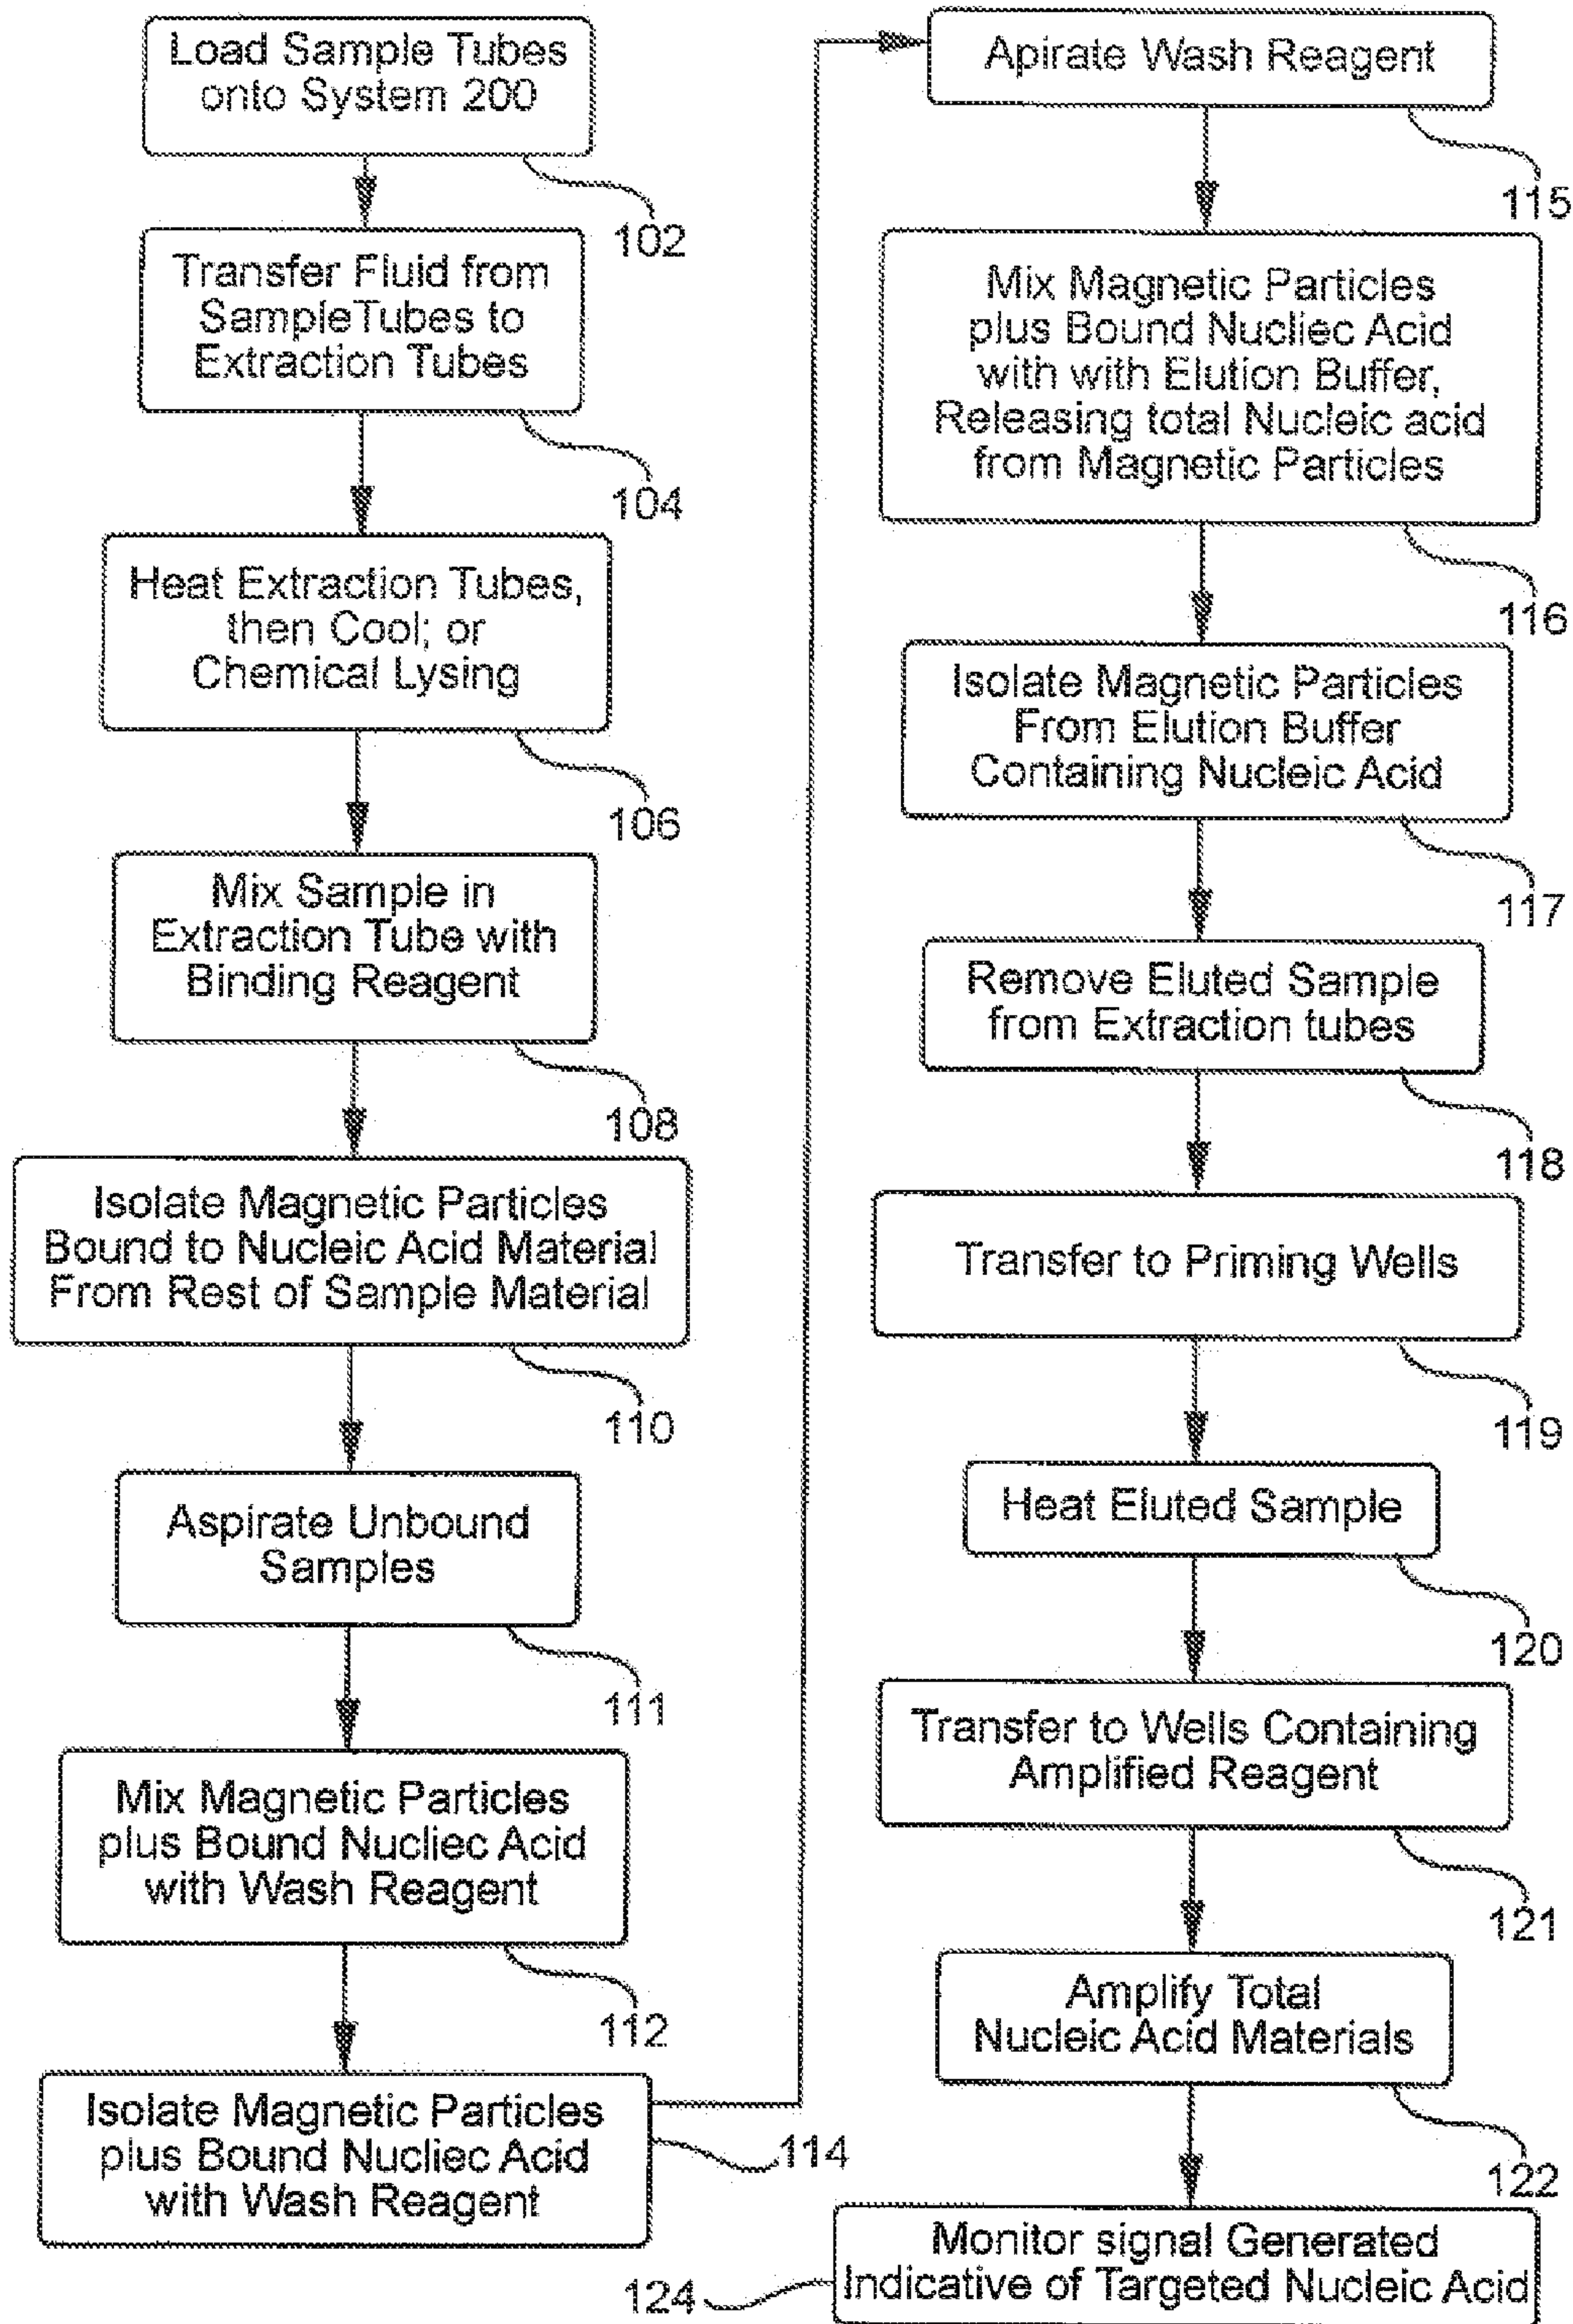 Load Sample Tubes
onto System 200
102
Transfer Fluid from
SampleTubes to
Extraction Tubes
104
Heat Extraction Tubes,
then Cool; or
Chemical Lysing
106
Mix Sample in
Extraction Tube with
Binding Reagent
108
Isolate Magnetic Particles
Bound to Nucleic Acid Material
From Rest of Sample Material
110
Aspirate Unbound
Samples
111
Mix Magnetic Particles
plus Bound Nucliec Acid
with Wash Reagent
112
Isolate Magnetic Particles
plus Bound Nucliec Acid
with Wash Reagent
114
Apirate Wash Reagent
115
Mix Magnetic Particles
plus Bound Nucliec Acid
with with Elution Buffer,
Releasing total Nucleic acid
from Magnetic Particles
116
Isolate Magnetic Particles
From Elution Buffer
Containing Nucleic Acid
117
Remove Eluted Sample
from Extraction tubes
118
Transfer to Priming Wells
119
Heat Eluted Sample
120
Transfer to Wells Containing
Amplified Reagent
121
Amplify Total
Nucleic Acid Materials
122
Monitor signal Generated
Indicative of Targeted Nucleic Acid
124